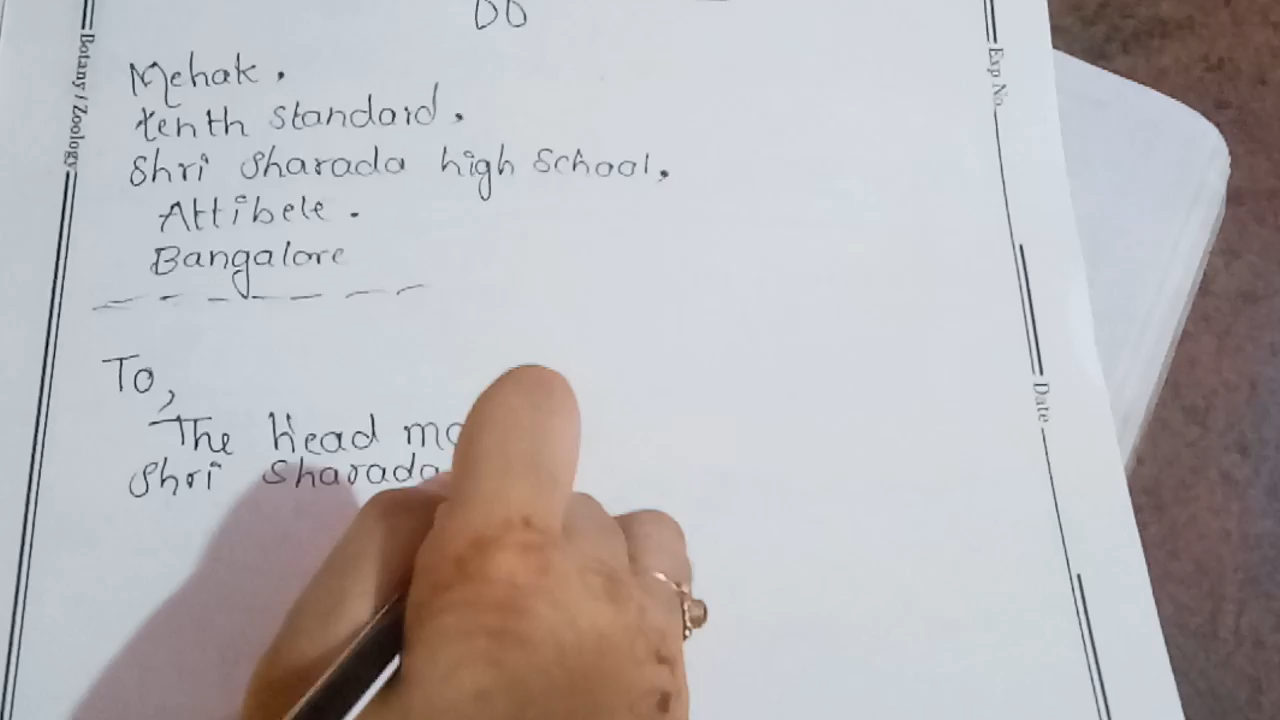 Mehak.
tenth standard.
Shri Sharada high School.
Attibele.
Bangalore
To,
The head
Shri Sharada
Botany / Zoology
Exp No.
Date